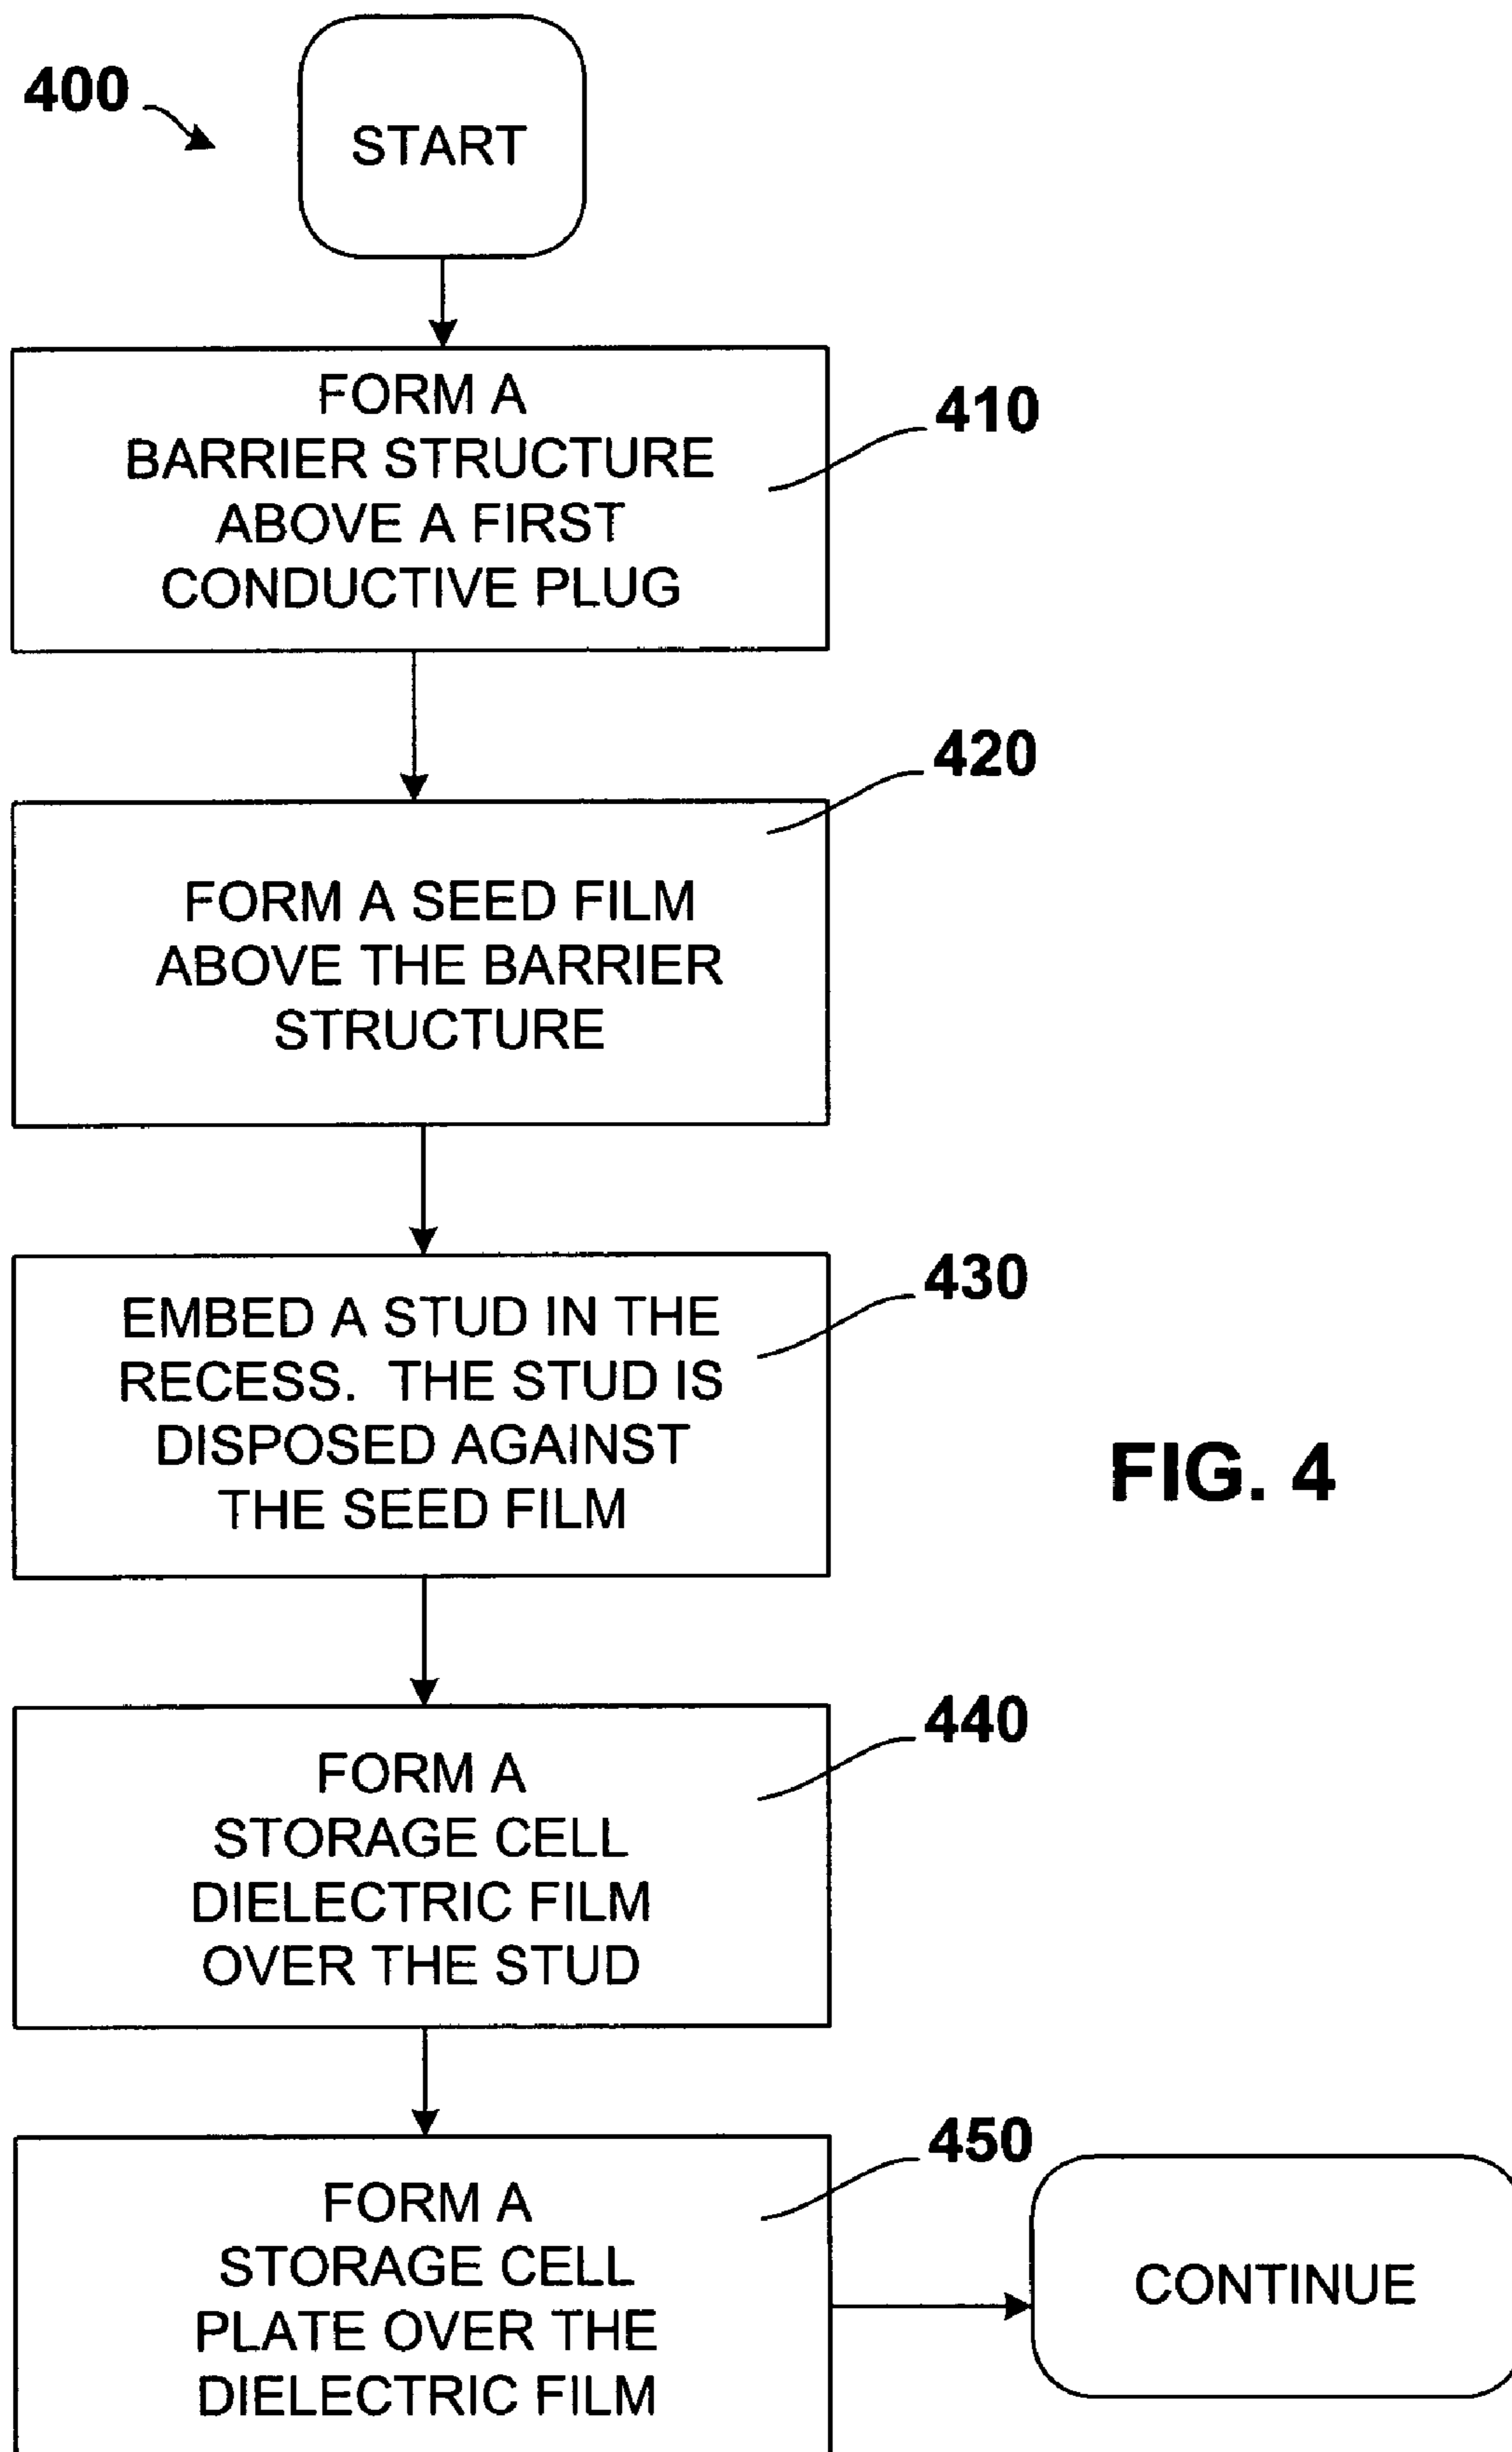 400
START
FORM A
BARRIER STRUCTURE
ABOVE A FIRST
CONDUCTIVE PLUG
410
FORM A SEED FILM
ABOVE THE BARRIER
STRUCTURE
420
EMBED A STUD IN THE
RECESS. THE STUD IS
DISPOSED AGAINST
THE SEED FILM
430
FIG. 4
FORM A
STORAGE CELL
DIELECTRIC FILM
OVER THE STUD
440
FORM A
STORAGE CELL
PLATE OVER THE
DIELECTRIC FILM
450
CONTINUE